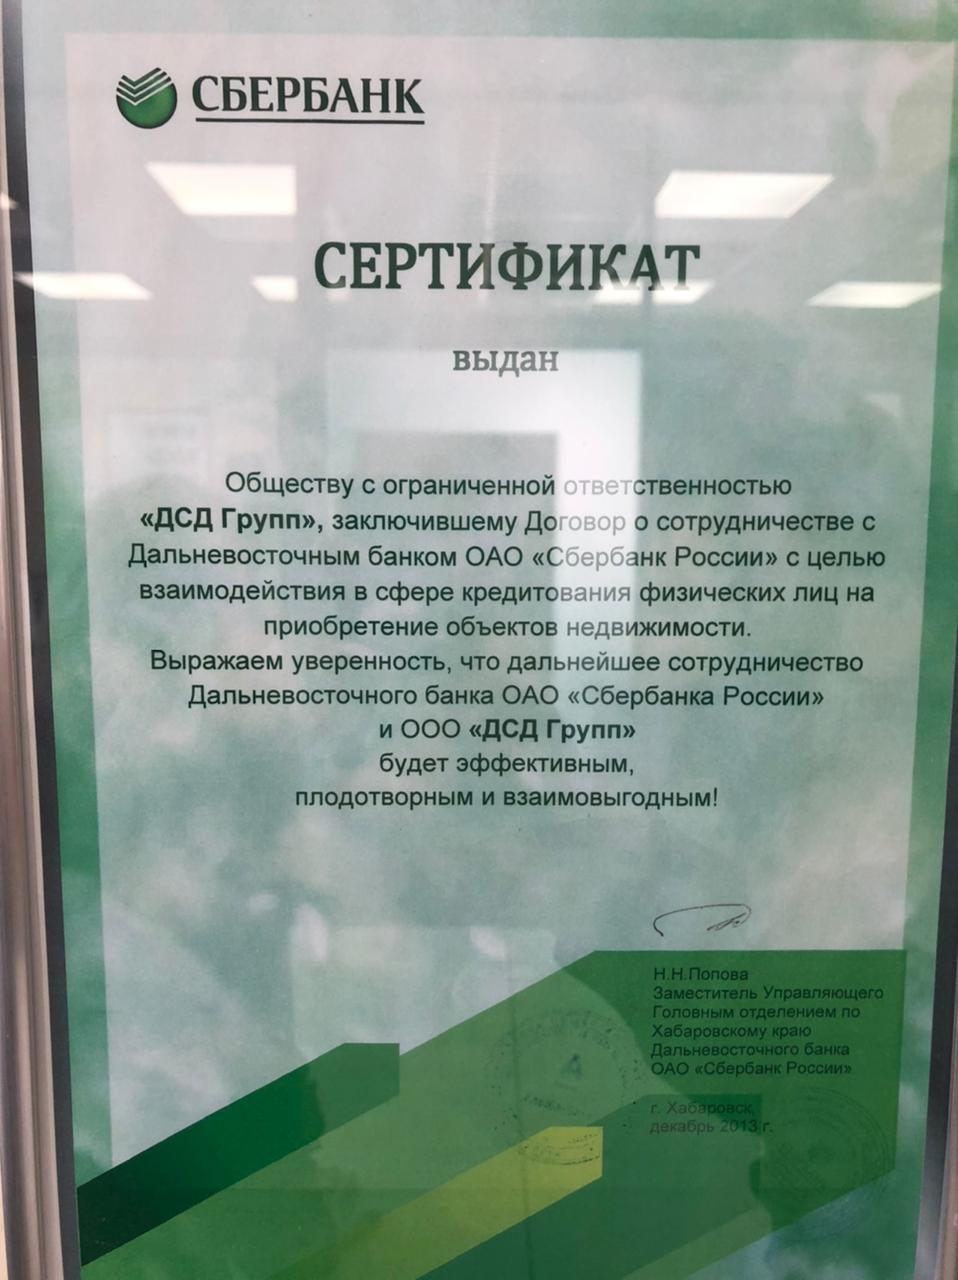 СБЕРБАНК
СЕРТИФИКАТ
выдан
Обществу с ограниченной ответственностью
«ДСД Групп», заключившему Договор о сотрудничестве с
Дальневосточным банком ОАО «Сбербанк России» с целью
взаимодействия в сфере кредитования физических лиц на
приобретение объектов недвижимости.
Выражаем уверенность, что дальнейшее сотрудничество
Дальневосточного банка ОАО «Сбербанка России»
и ООО «ДСД Групп»
будет эффективным,
плодотворным и взаимовыгодным!
Н.Н.Попова
Заместитель Управляющего
Головным отделением по
Хабаровскому краю
Дальневосточного банка
ОАО «Сбербанк России»
г. Хабаровск,
декабрь 2013 г.